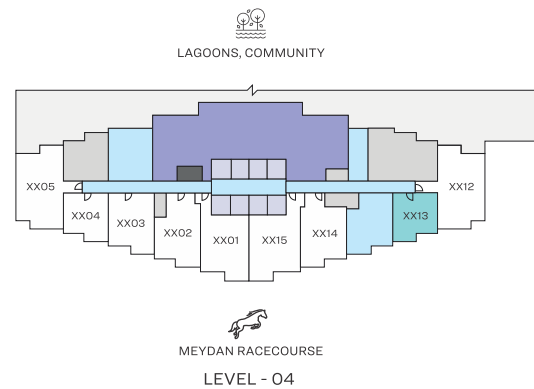 LAGOONS, COMMUNITY
XX05
XX12
XX04
XX03
XX02
XX01
XX15
XX14
XX13
MEYDAN RACECOURSE
LEVEL - 04